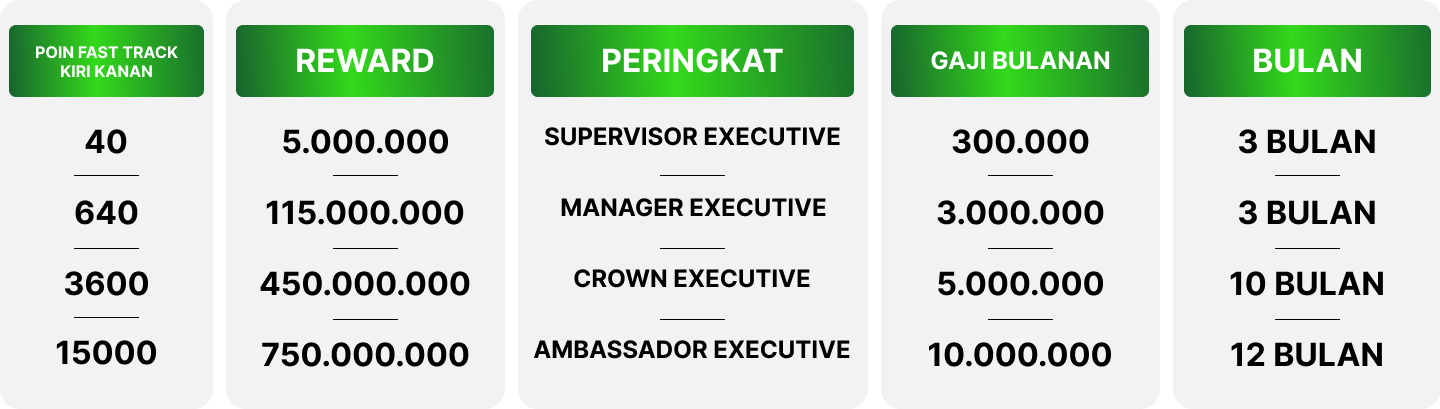 POIN FAST TRACK
KIRI KANAN
REWARD
PERINGKAT
GAJI BULANAN
BULAN
40
5.000.000
SUPERVISOR EXECUTIVE
300.000
3 BULAN
640
115.000.000
MANAGER EXECUTIVE
3.000.000
3 BULAN
3600
450.000.000
CROWN EXECUTIVE
5.000.000
10 BULAN
15000
750.000.000
AMBASSADOR EXECUTIVE
10.000.000
12 BULAN